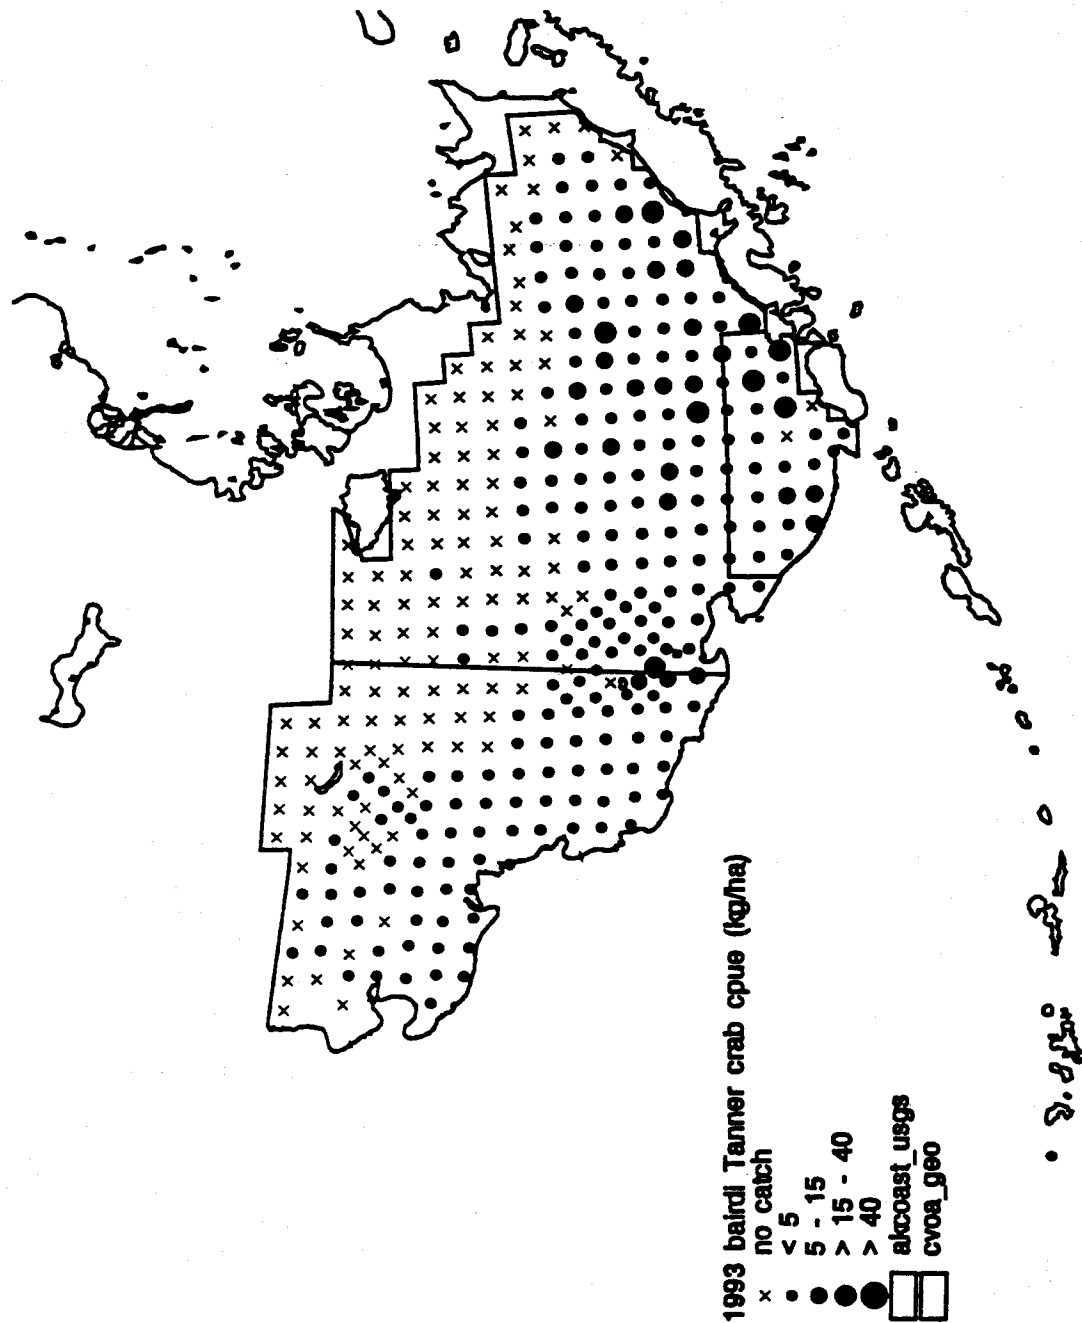 1993 bairdi Tanner crab cpue (kg/ha)
no catch
< 5
5 - 15
> 15 - 40
> 40
akcoast_usgs
cvoa_geo